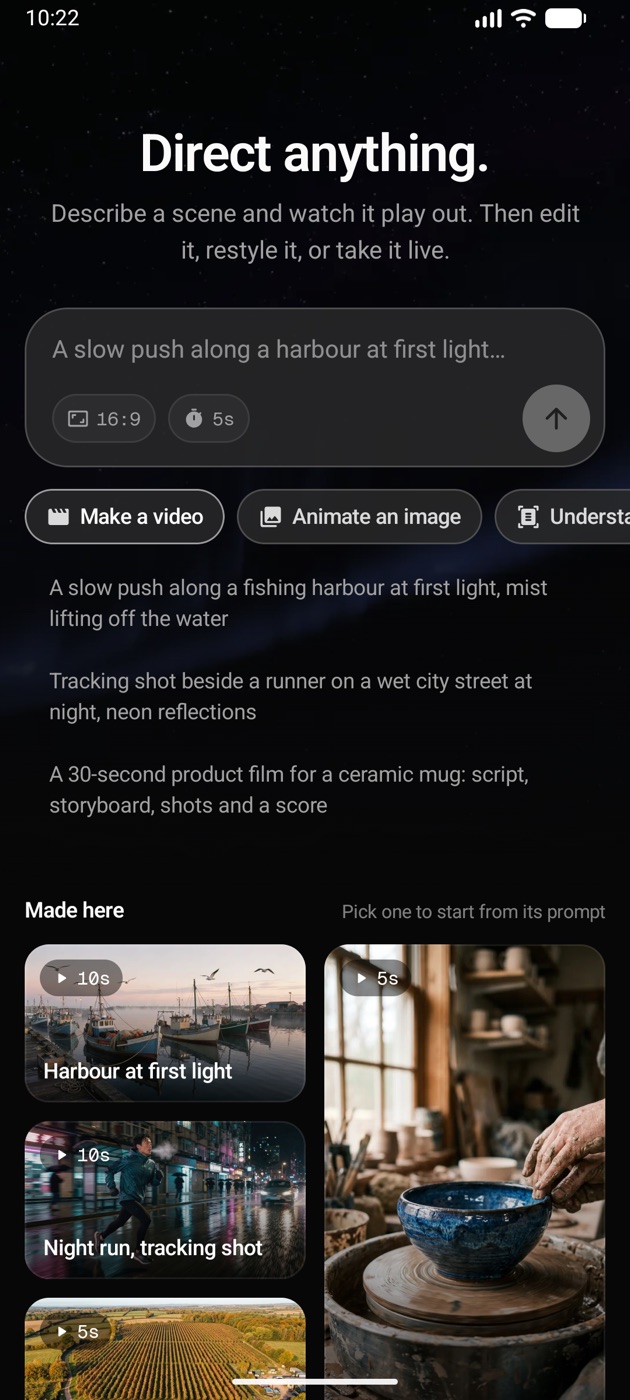 10:22
Direct anything.
Describe a scene and watch it play out. Then edit
it, restyle it, or take it live.
A slow push along a harbour at first light…
16:9
5s
Make a video
Animate an image
Understa
A slow push along a fishing harbour at first light, mist
lifting off the water
Tracking shot beside a runner on a wet city street at
night, neon reflections
A 30-second product film for a ceramic mug: script,
storyboard, shots and a score
Made here
Pick one to start from its prompt
10s
Harbour at first light
5s
10s
Night run, tracking shot
5s